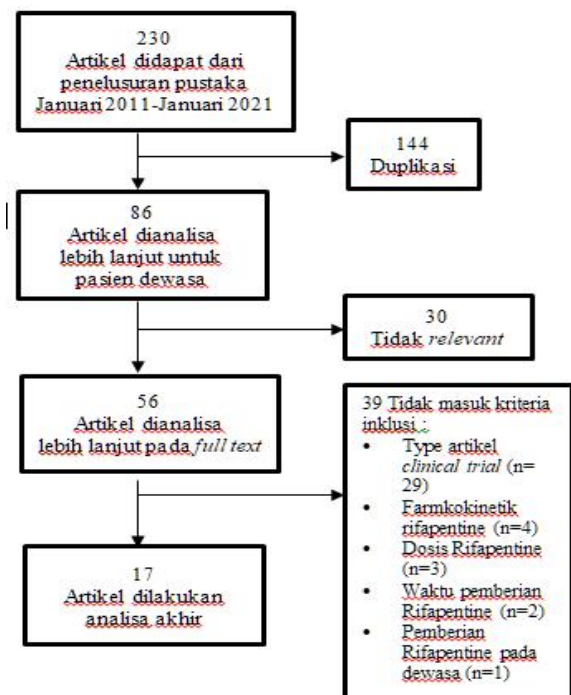 230
Artikel didapat dari
penelusuran pustaka
Januari 2011-Januari 2021
144
Duplikasi
86
Artikel dianalisa
lebih lanjut untuk
pasien dewasa
30
Tidak relevant
56
Artikel dianalisa
lebih lanjut pada full text
39 Tidak masuk kriteria
inklusi :
• Type artikel
clinical trial (n=
29)
• Farmkokinetik
rifapentine (n=4)
• Dosis Rifapentine
(n=3)
• Waktu pemberian
Rifapentine (n=2)
• Pemberian
Rifapentine pada
dewasa (n=1)
17
Artikel dilakukan
analisa akhir